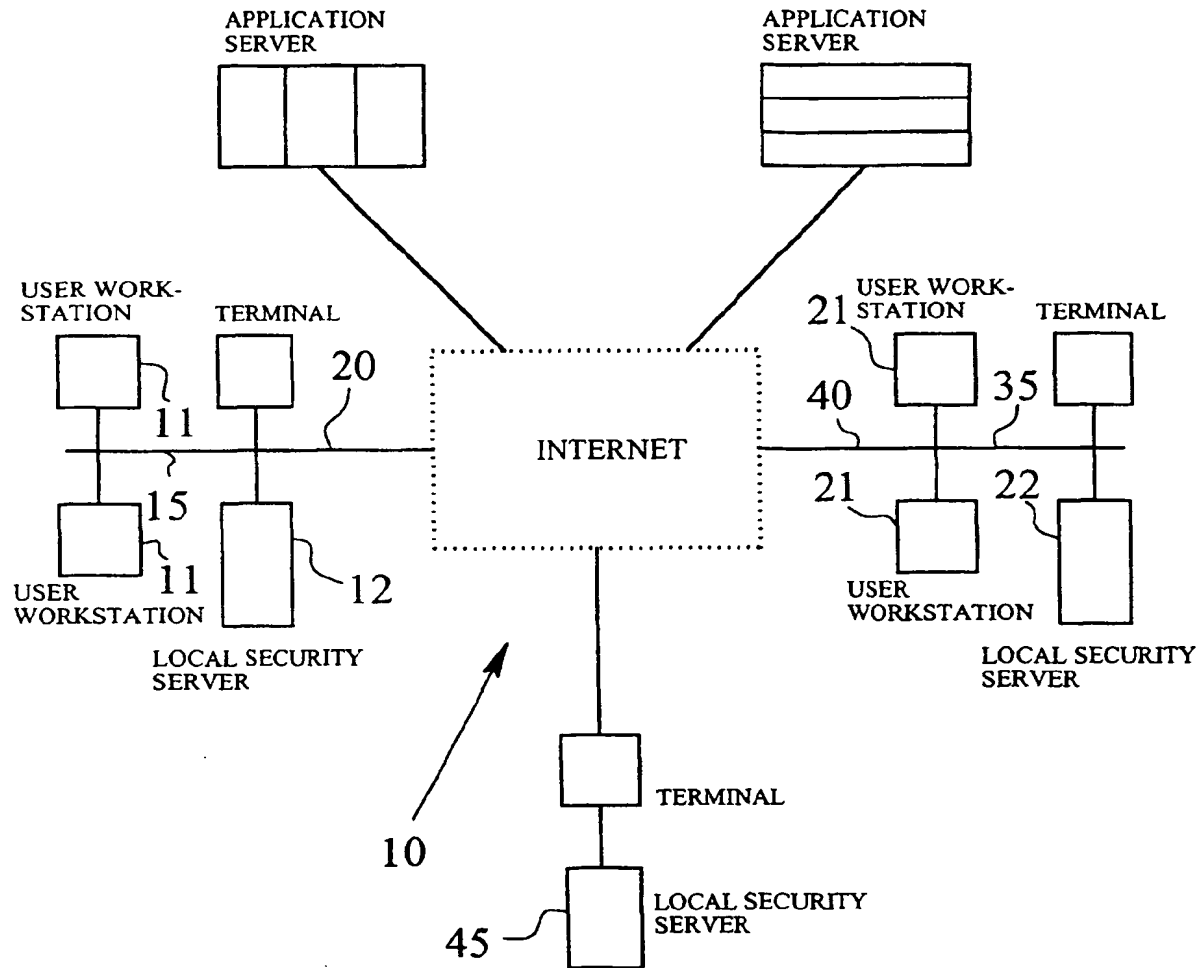 APPLICATION
SERVER
APPLICATION
SERVER
USER WORK-
STATION
TERMINAL
11
20
15
11
USER
WORKSTATION
12
LOCAL SECURITY
SERVER
INTERNET
USER WORK-
STATION
21
TERMINAL
40
35
21
22
USER
WORKSTATION
LOCAL SECURITY
SERVER
10
TERMINAL
45
LOCAL SECURITY
SERVER